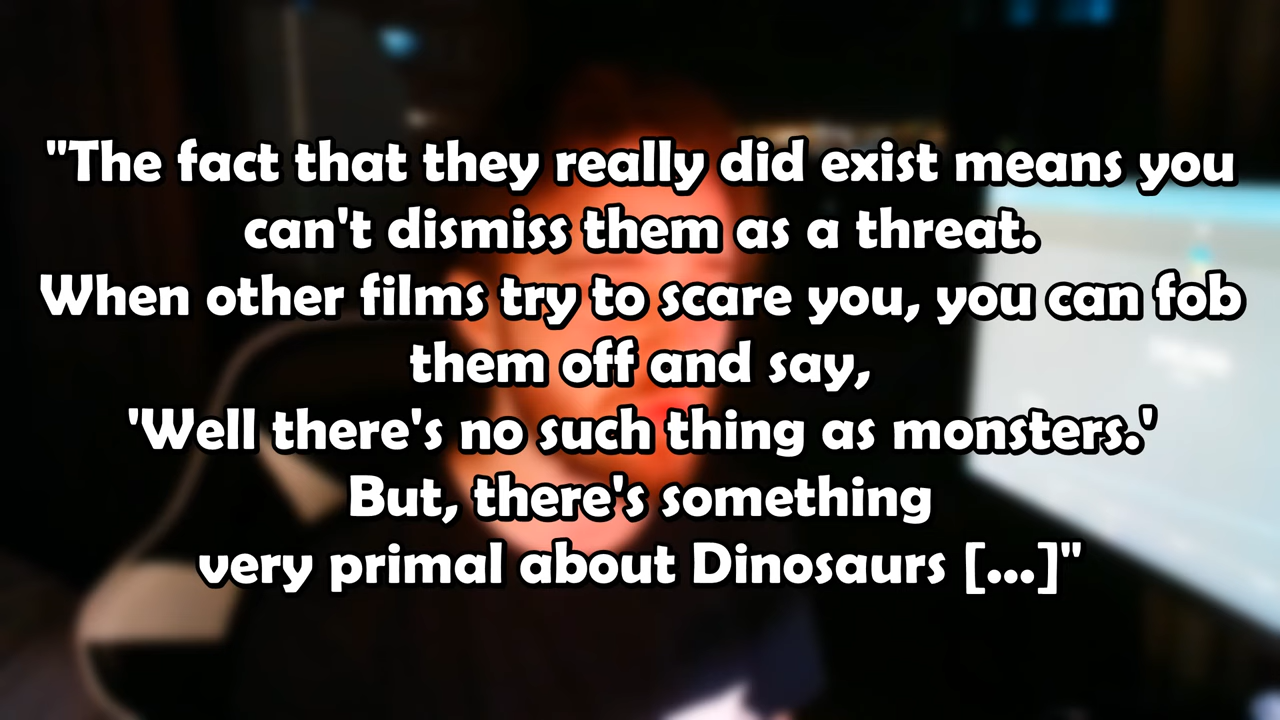 "The fact that they really did exist means you
can't dismiss them as a threat.
When other films try to scare you, you can fob
them off and say,
'Well there's no such thing as monsters.'
But, there's something
very primal about Dinosaurs [...]"